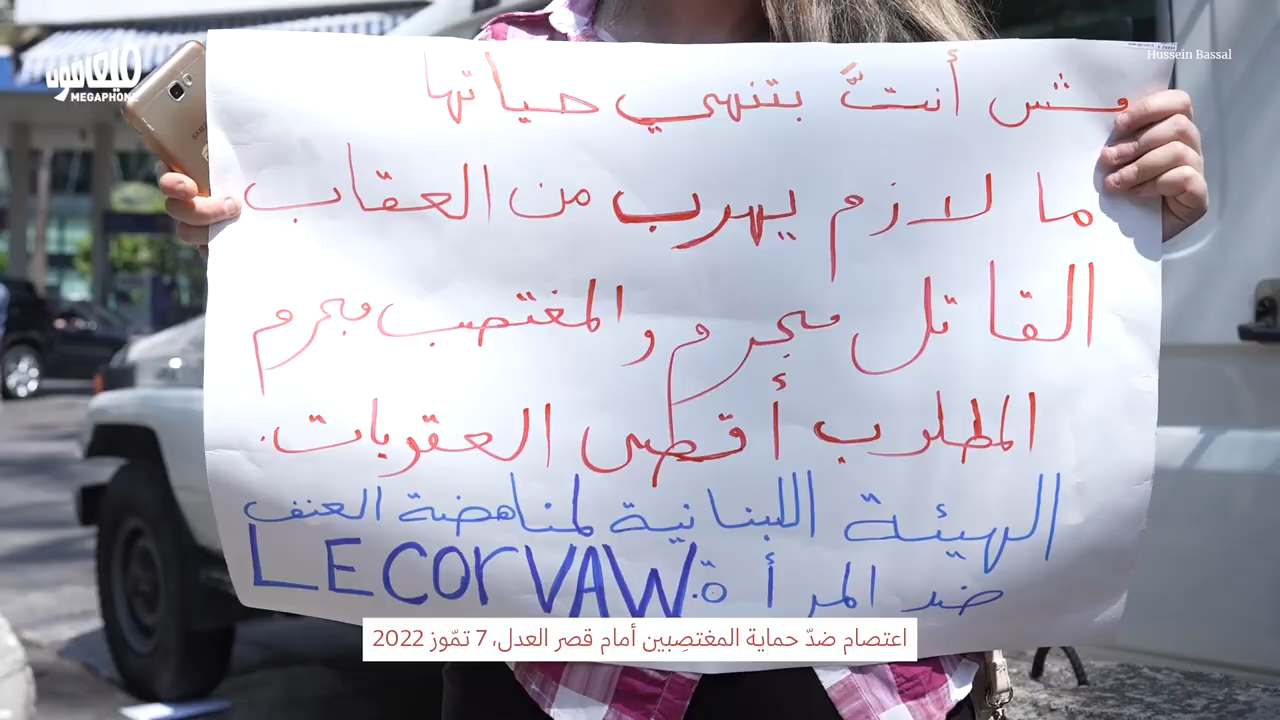 ميغافون
MEGAPHONE
Hussein Bassal
مش أنتَّ بتنهي حياتها
ما لازم يهرب من العقاب
القاتل مجرم والمغتصب مجرم
المطلوب أقصى العقوبات.
الهيئة اللبنانية لمناهضة العنف
ضد المرأة. LECORVAW
اعتصام ضدّ حماية المغتصِبين أمام قصر العدل، 7 تمّوز 2022